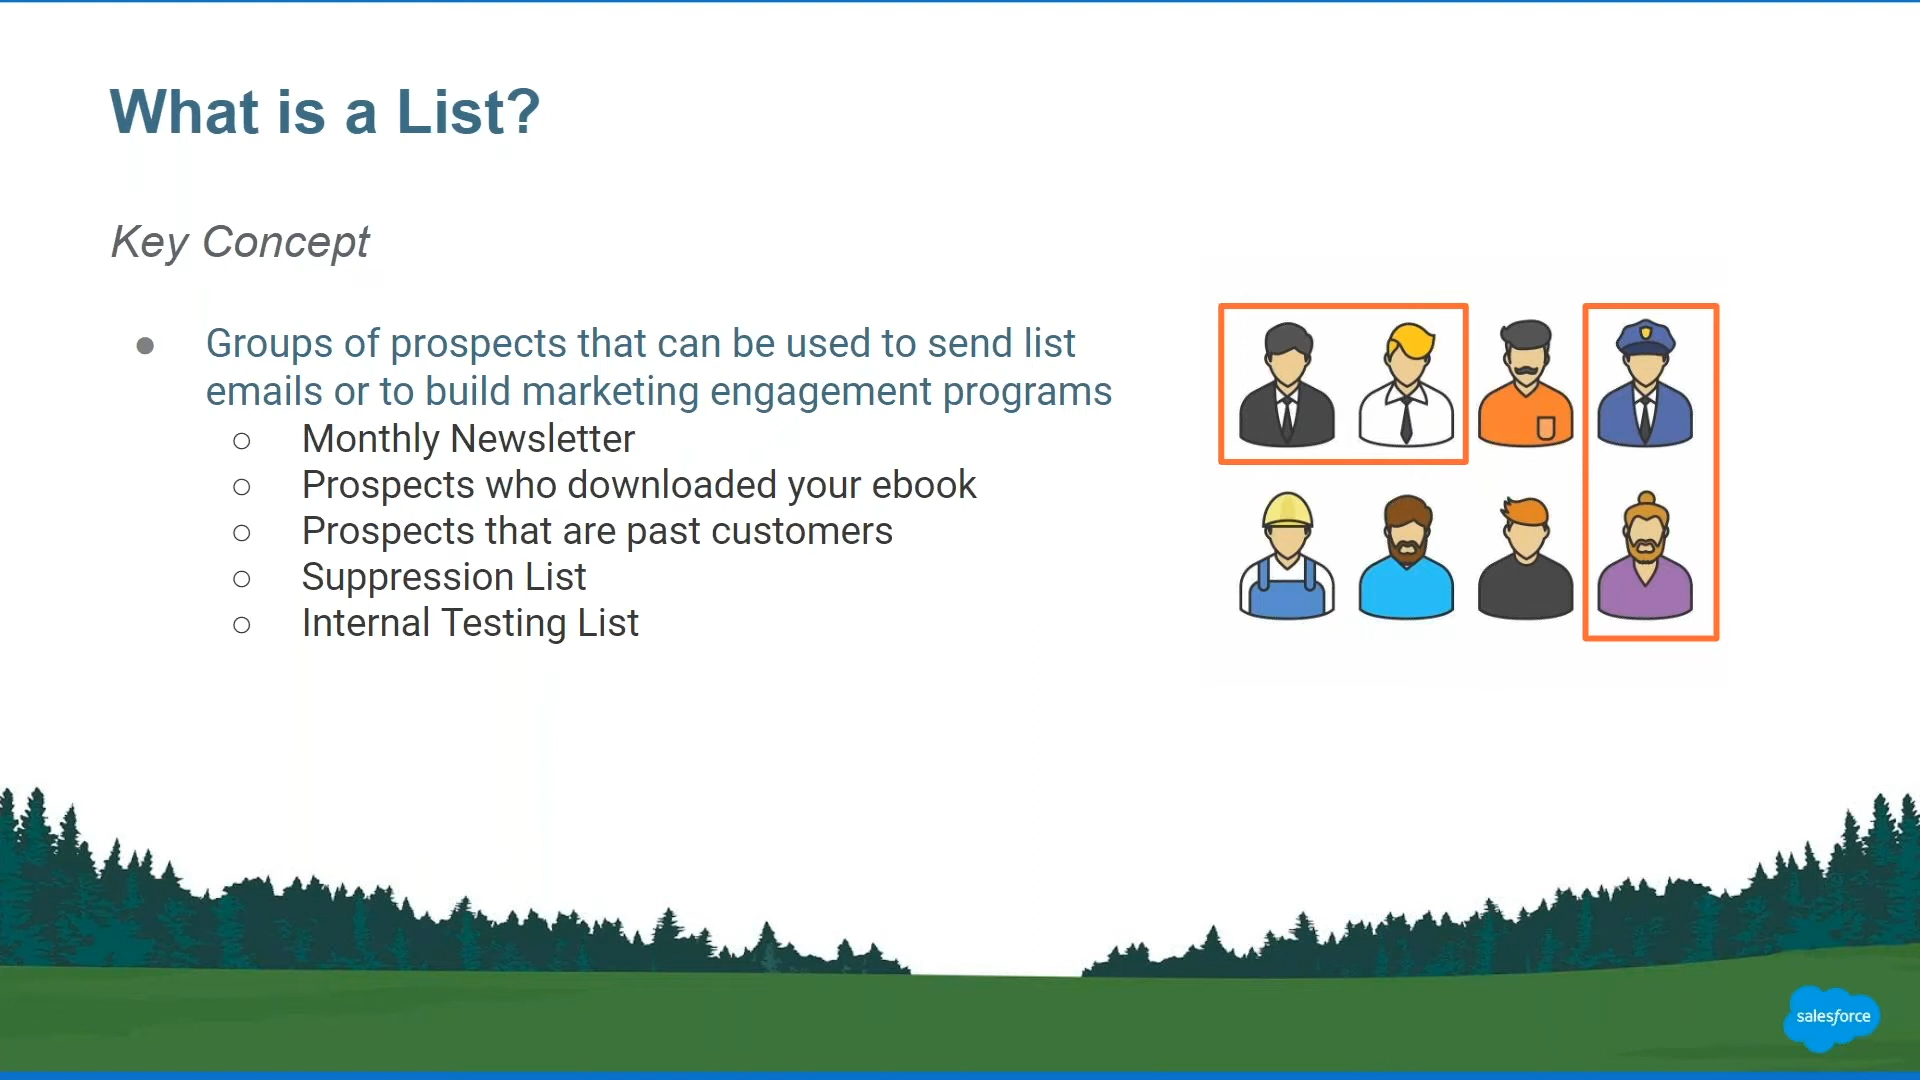 What is a List?
Key Concept
● Groups of prospects that can be used to send list
emails or to build marketing engagement programs
○ Monthly Newsletter
○ Prospects who downloaded your ebook
○ Prospects that are past customers
○ Suppression List
○ Internal Testing List
salesforce